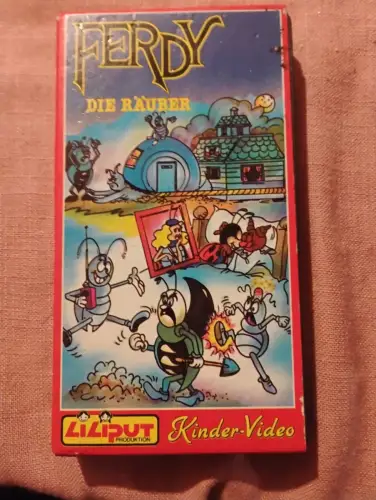 FERDY
DIE RÄUBER
LiLiPUT
PRODUKTION
Kinder-Video